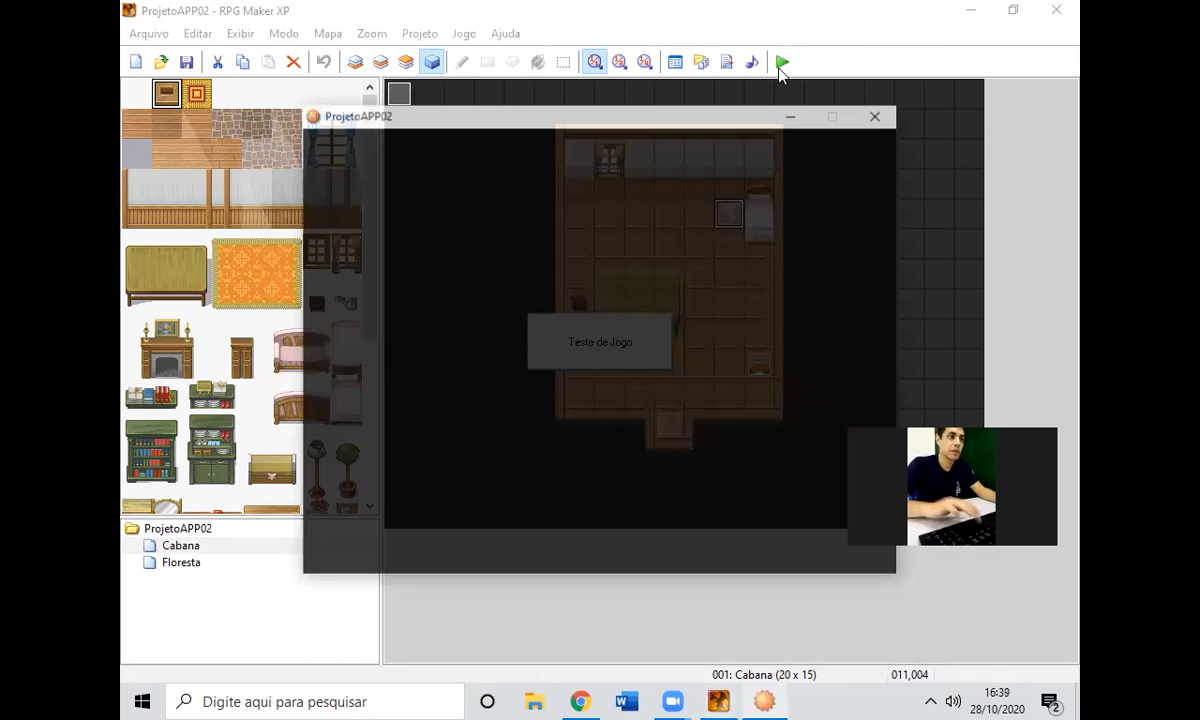 ProjetoAPP02 - RPG Maker XP
Arquivo Editar Exibir Modo Mapa Zoom Projeto Jogo Ajuda
ProjetoAPP02
Teste de Jogo
ProjetoAPP02
Cabana
Floresta
001: Cabana (20 x 15) 011,004
Digite aqui para pesquisar
16:39
28/10/2020
2